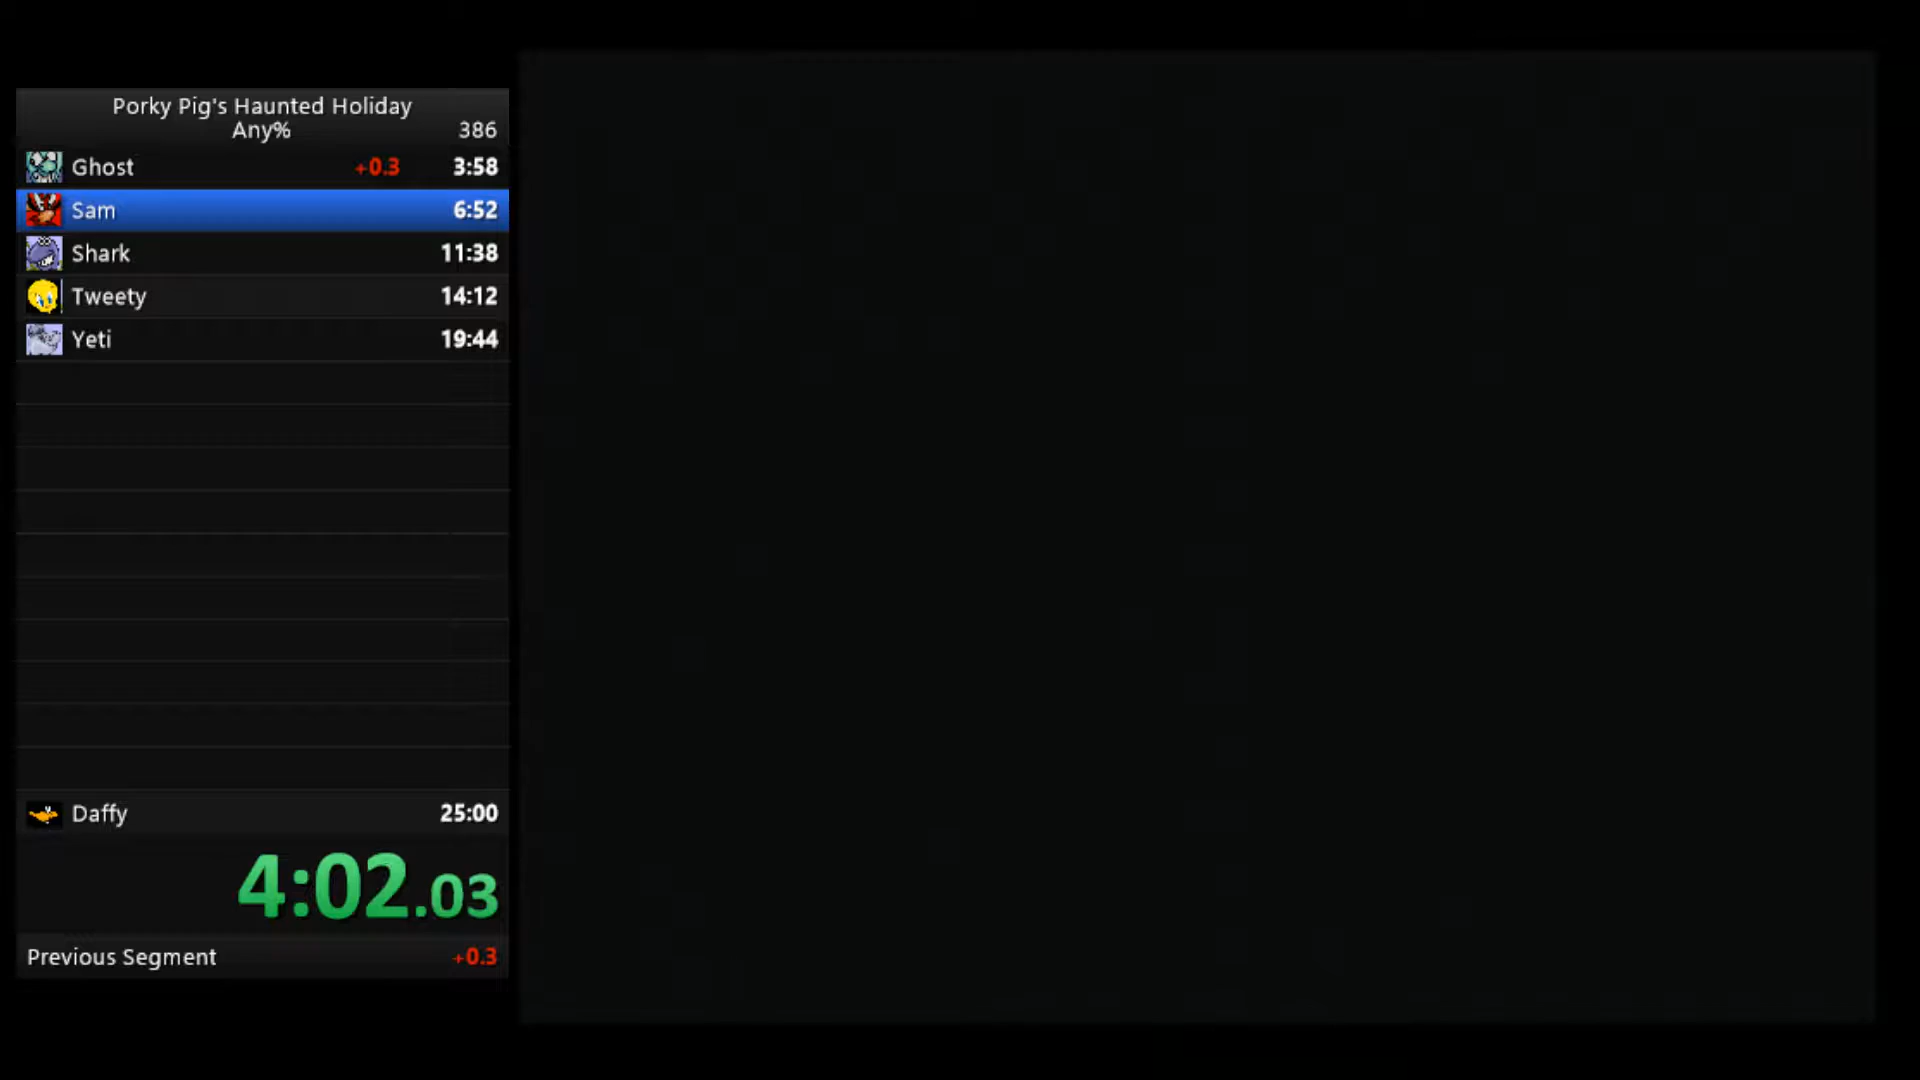 Porky Pig's Haunted Holiday
Any% 386
Ghost +0.3 3:58
Sam 6:52
Shark 11:38
Tweety 14:12
Yeti 19:44
Daffy 25:00
4:02.03
Previous Segment +0.3